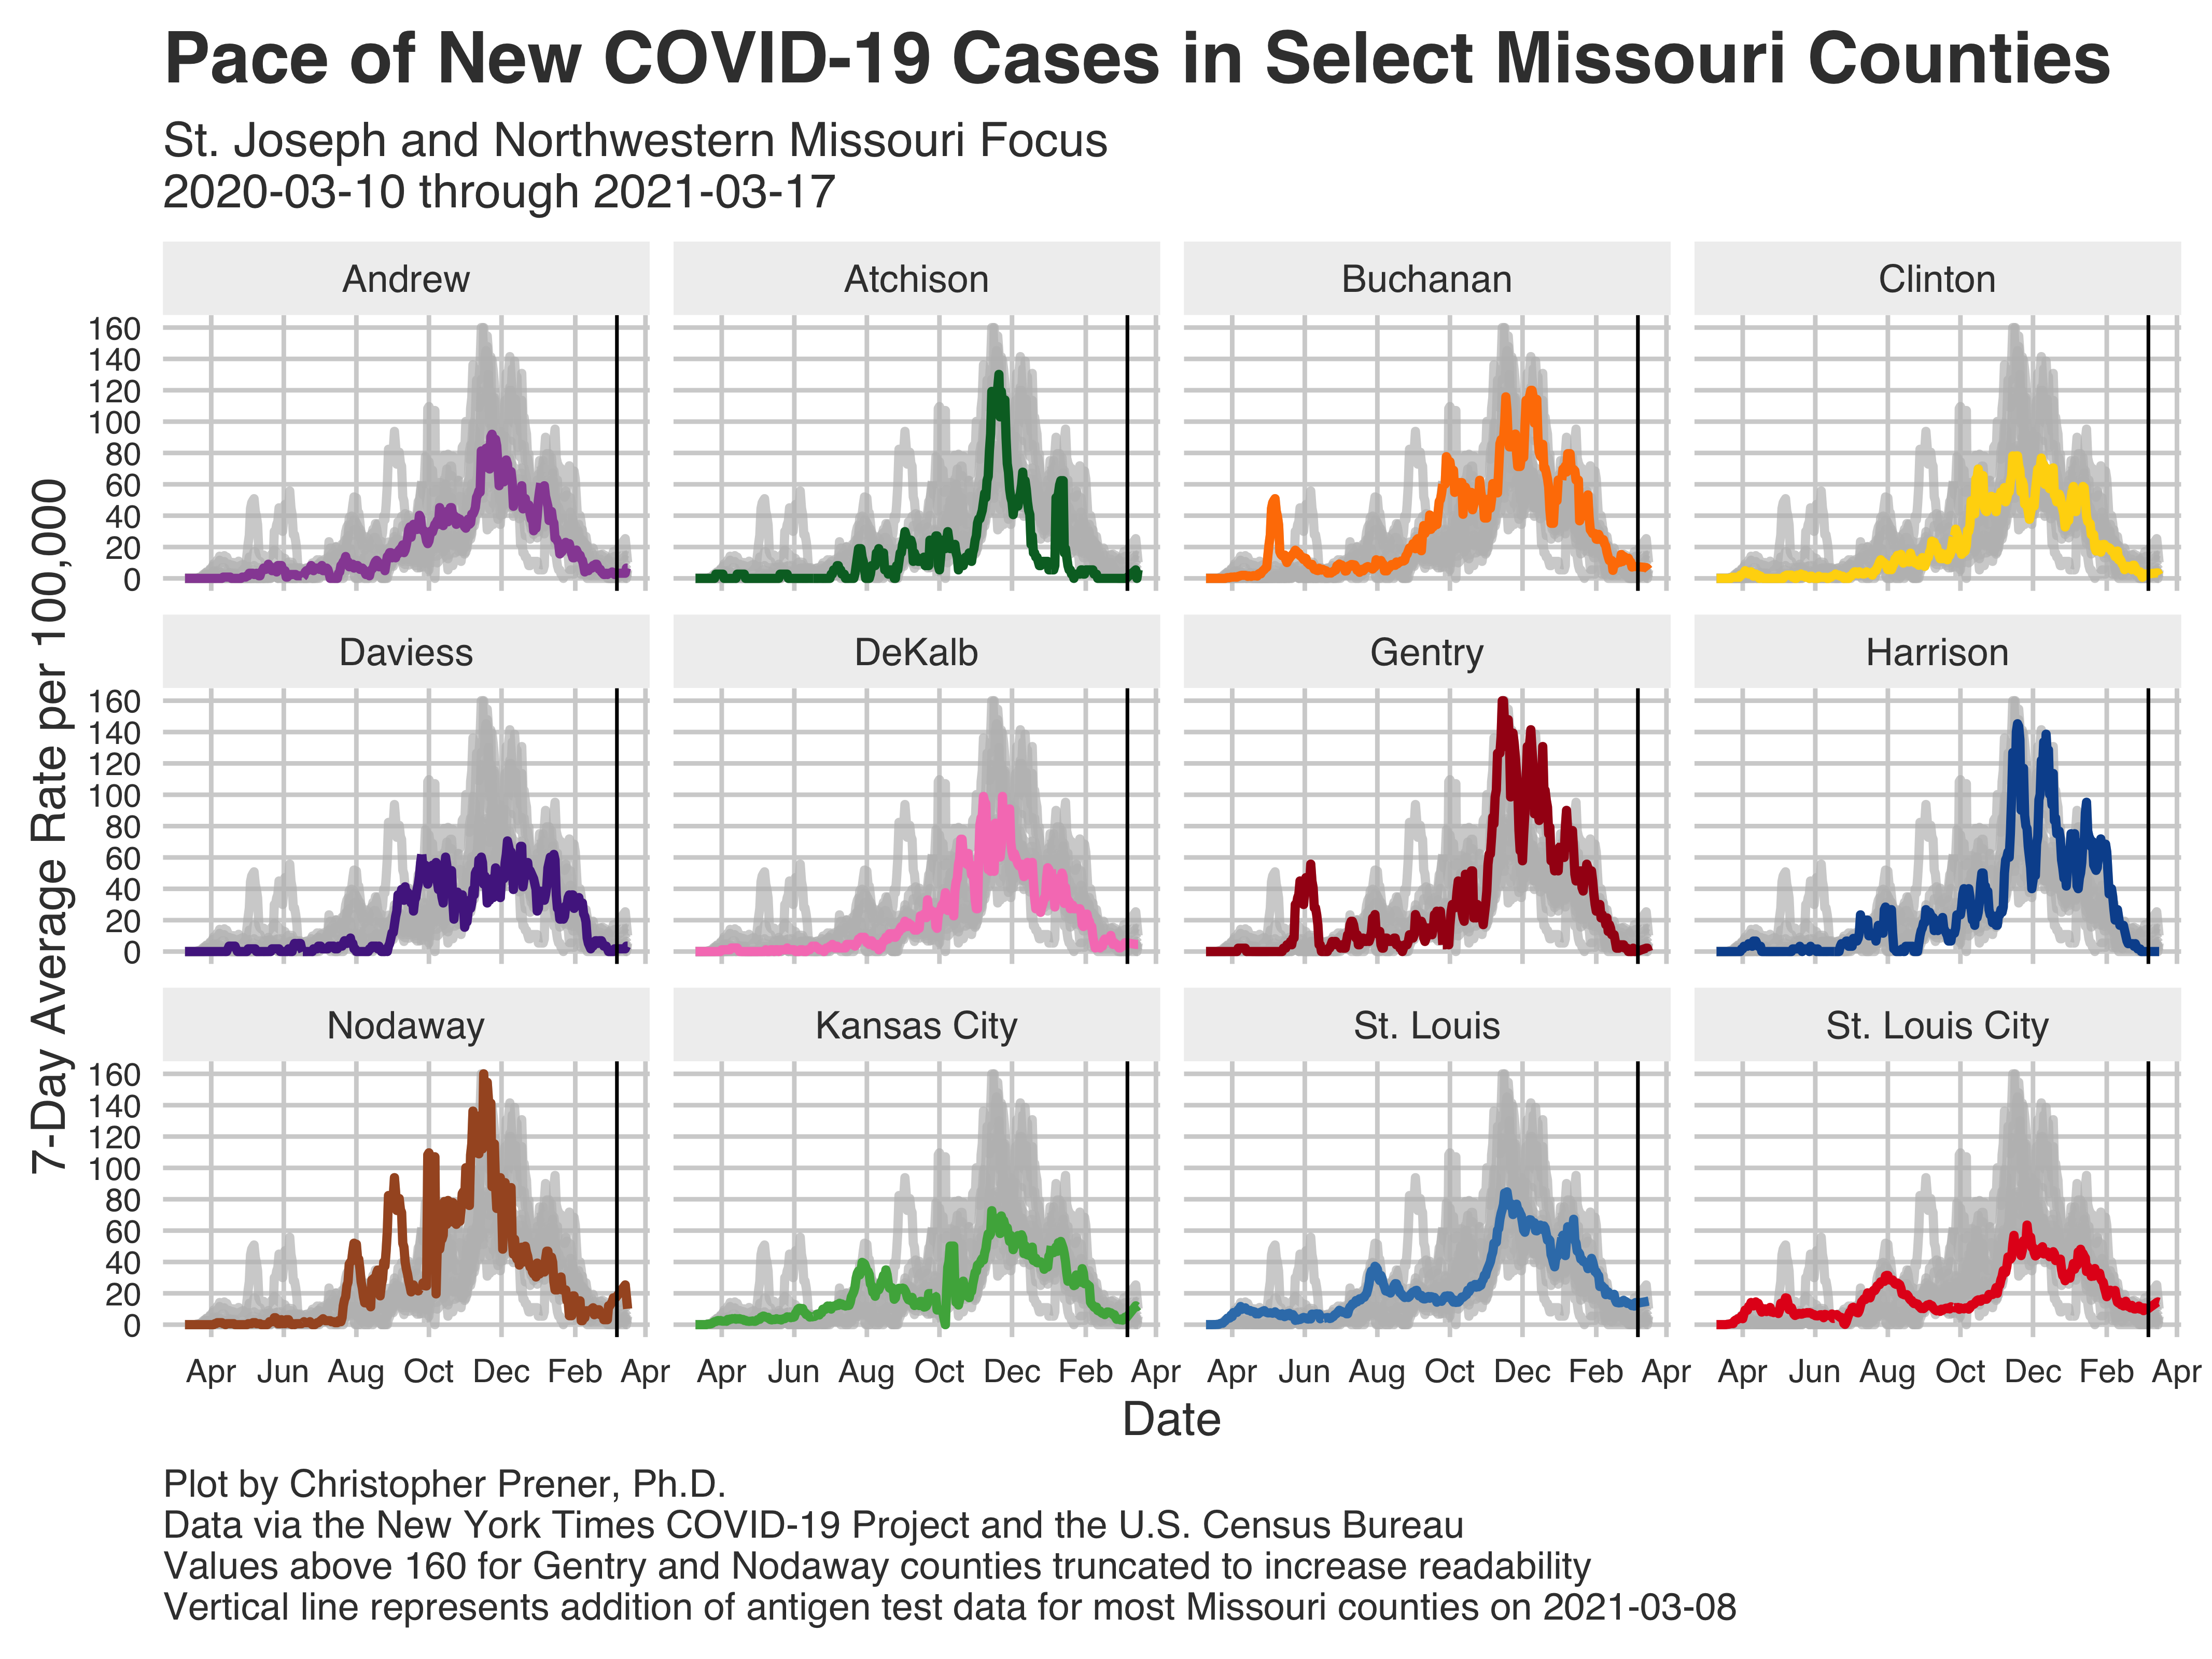 Pace of New COVID-19 Cases in Select Missouri Counties
St. Joseph and Northwestern Missouri Focus
2020-03-10 through 2021-03-17
Andrew Atchison Buchanan Clinton
160
140
120
100
80
60
40
20
0
Daviess DeKalb Gentry Harrison
160
140
120
100
80
60
40
20
0
7-Day Average Rate per 100,000
Nodaway Kansas City St. Louis St. Louis City
160
140
120
100
80
60
40
20
0
Apr Jun Aug Oct Dec Feb Apr Apr Jun Aug Oct Dec Feb Apr Apr Jun Aug Oct Dec Feb Apr Apr Jun Aug Oct Dec Feb Apr
Date
Plot by Christopher Prener, Ph.D.
Data via the New York Times COVID-19 Project and the U.S. Census Bureau
Values above 160 for Gentry and Nodaway counties truncated to increase readability
Vertical line represents addition of antigen test data for most Missouri counties on 2021-03-08